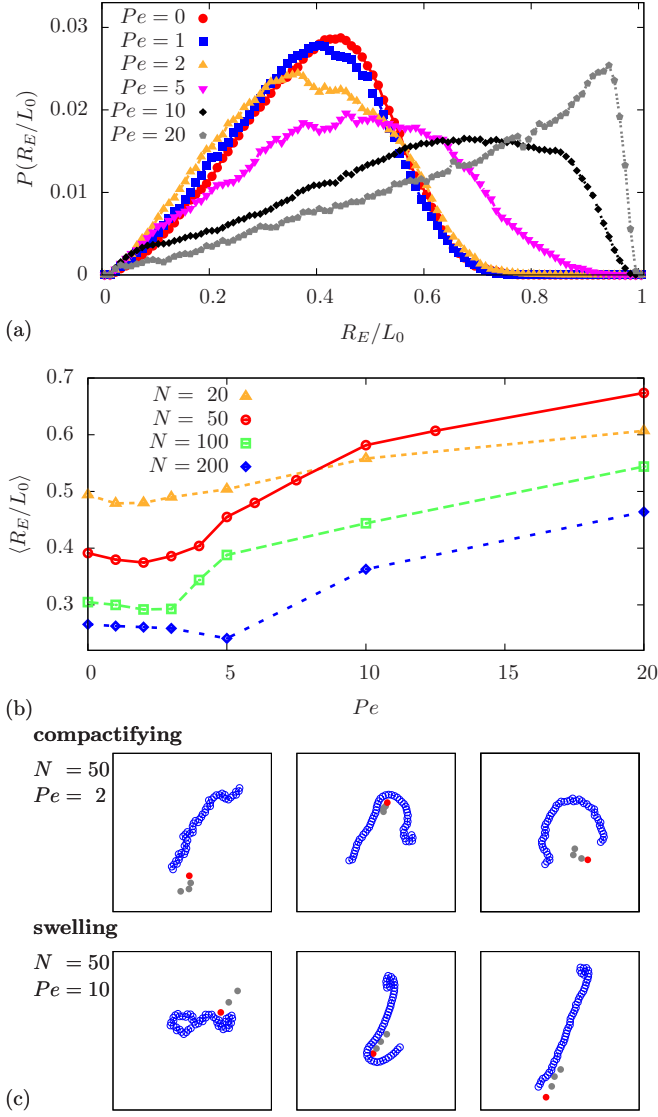 0.03
0.02
0.01
0
P(R_E/L_0)
Pe = 0
Pe = 1
Pe = 2
Pe = 5
Pe = 10
Pe = 20
0 0.2 0.4 0.6 0.8 1
(a) R_E/L_0
0.7
0.6
0.5
0.4
0.3
⟨R_E/L_0⟩
N = 20
N = 50
N = 100
N = 200
0 5 10 15 20
(b) Pe
compactifying
N = 50
Pe = 2
swelling
N = 50
Pe = 10
(c)